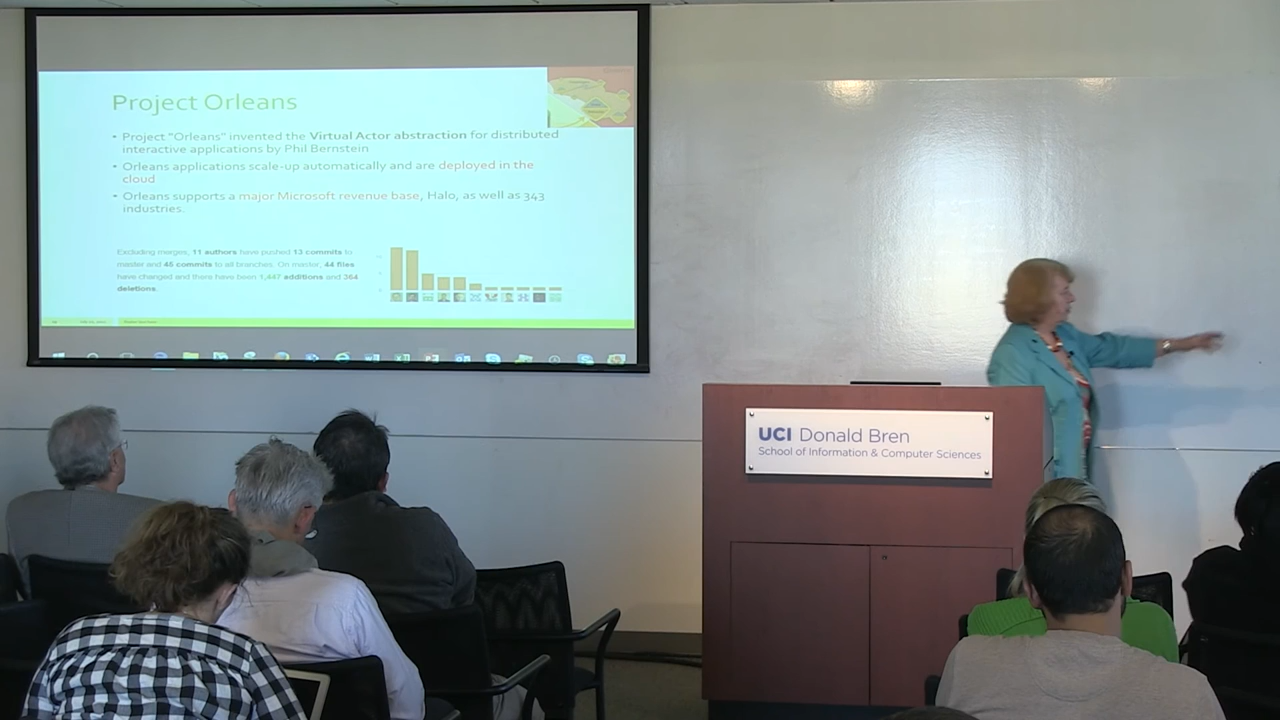 Project Orleans
• Project "Orleans" invented the Virtual Actor abstraction for distributed
interactive applications by Phil Bernstein
• Orleans applications scale-up automatically and are deployed in the
cloud
• Orleans supports a major Microsoft revenue base, Halo, as well as 343
industries.
Excluding merges, 11 authors have pushed 13 commits to
master and 45 commits to all branches. On master, 44 files
have changed and there have been 1,447 additions and 364
deletions.
UCI Donald Bren
School of Information & Computer Sciences